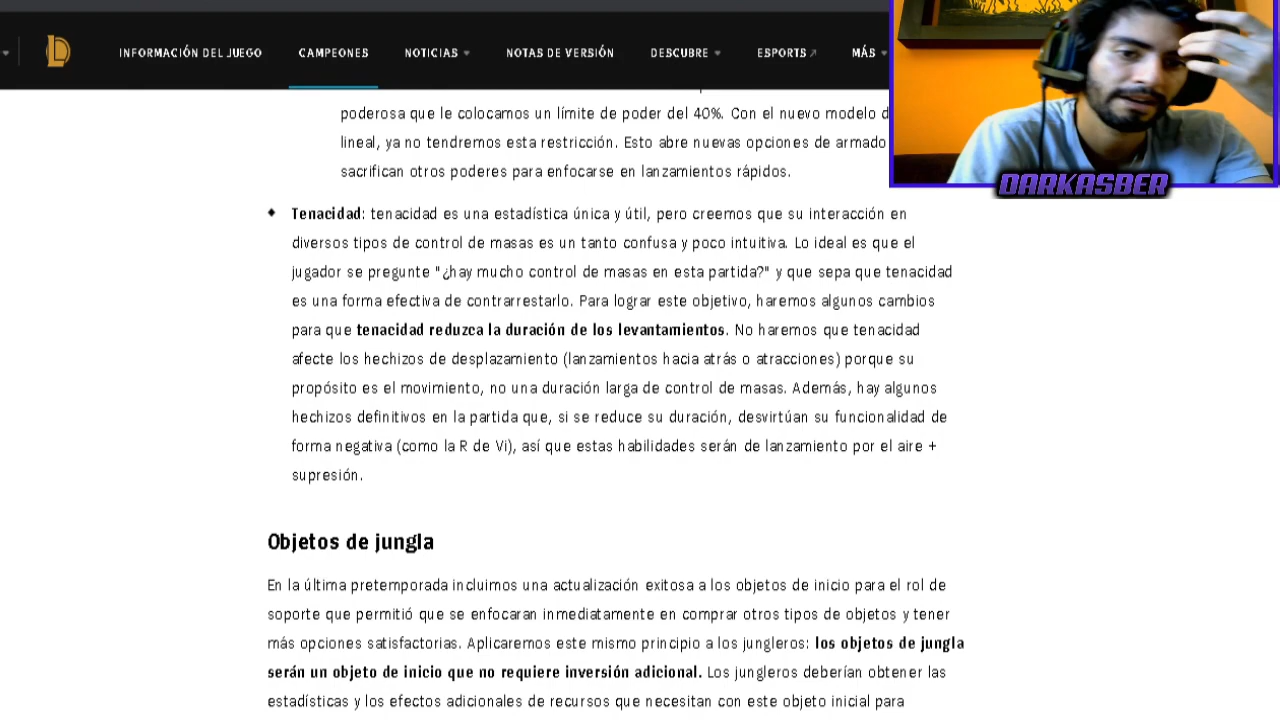 INFORMACIÓN DEL JUEGO CAMPEONES NOTICIAS NOTAS DE VERSIÓN DESCUBRE ESPORTS MÁS
poderosa que le colocamos un límite de poder del 40%. Con el nuevo modelo
lineal, ya no tendremos esta restricción. Esto abre nuevas opciones de armado
sacrifican otros poderes para enfocarse en lanzamientos rápidos.
DARKASBER
Tenacidad: tenacidad es una estadística única y útil, pero creemos que su interacción en
diversos tipos de control de masas es un tanto confusa y poco intuitiva. Lo ideal es que el
jugador se pregunte "¿hay mucho control de masas en esta partida?" y que sepa que tenacidad
es una forma efectiva de contrarrestarlo. Para lograr este objetivo, haremos algunos cambios
para que tenacidad reduzca la duración de los levantamientos. No haremos que tenacidad
afecte los hechizos de desplazamiento (lanzamientos hacia atrás o atracciones) porque su
propósito es el movimiento, no una duración larga de control de masas. Además, hay algunos
hechizos definitivos en la partida que, si se reduce su duración, desvirtúan su funcionalidad de
forma negativa (como la R de Vi), así que estas habilidades serán de lanzamiento por el aire +
supresión.
Objetos de jungla
En la última pretemporada incluimos una actualización exitosa a los objetos de inicio para el rol de
soporte que permitió que se enfocaran inmediatamente en comprar otros tipos de objetos y tener
más opciones satisfactorias. Aplicaremos este mismo principio a los jungleros: los objetos de jungla
serán un objeto de inicio que no requiere inversión adicional. Los jungleros deberían obtener las
estadísticas y los efectos adicionales de recursos que necesitan con este objeto inicial para